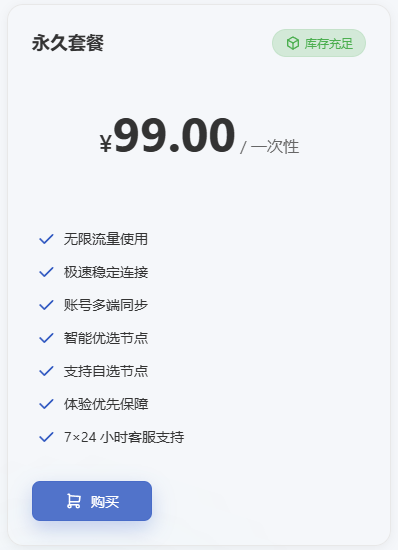 永久套餐
库存充足
¥99.00 / 一次性
无限流量使用
极速稳定连接
账号多端同步
智能优选节点
支持自选节点
体验优先保障
7×24 小时客服支持
购买